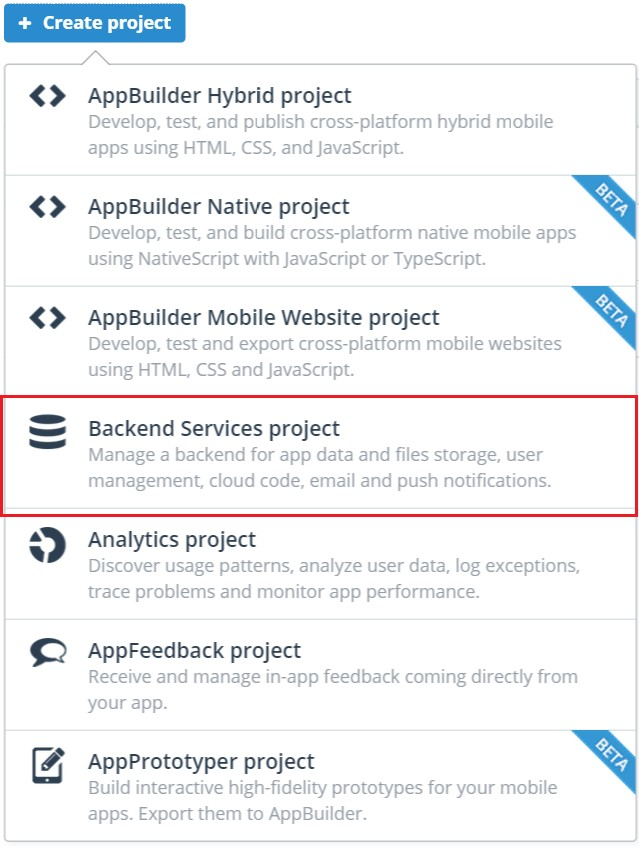 + Create project
AppBuilder Hybrid project
Develop, test, and publish cross-platform hybrid mobile
apps using HTML, CSS, and JavaScript.
AppBuilder Native project
BETA
Develop, test, and build cross-platform native mobile apps
using NativeScript with JavaScript or TypeScript.
AppBuilder Mobile Website project
BETA
Develop, test and export cross-platform mobile websites
using HTML, CSS and JavaScript.
Backend Services project
Manage a backend for app data and files storage, user
management, cloud code, email and push notifications.
Analytics project
Discover usage patterns, analyze user data, log exceptions,
trace problems and monitor app performance.
AppFeedback project
Receive and manage in-app feedback coming directly from
your app.
AppPrototyper project
BETA
Build interactive high-fidelity prototypes for your mobile
apps. Export them to AppBuilder.